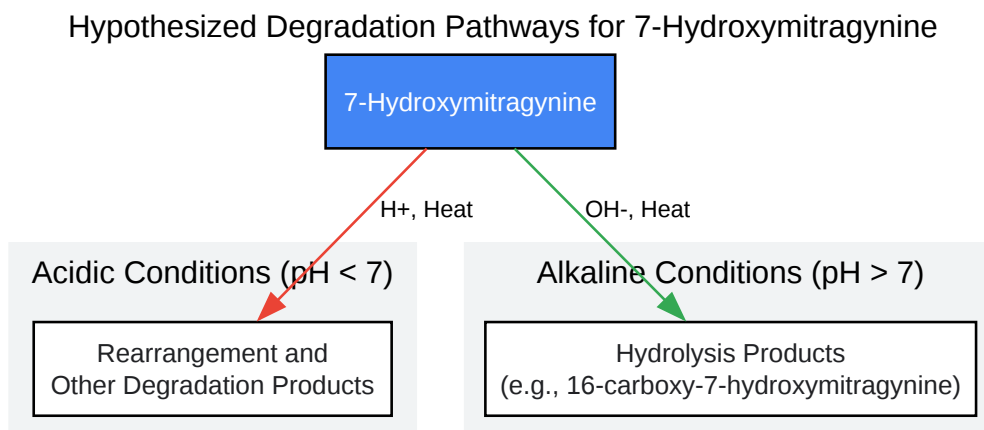 Hypothesized Degradation Pathways for 7-Hydroxymitragynine
7-Hydroxymitragynine
H+, Heat
OH-, Heat
Acidic Conditions (pH < 7)
Alkaline Conditions (pH > 7)
Rearrangement and
Other Degradation Products
Hydrolysis Products
(e.g., 16-carboxy-7-hydroxymitragynine)